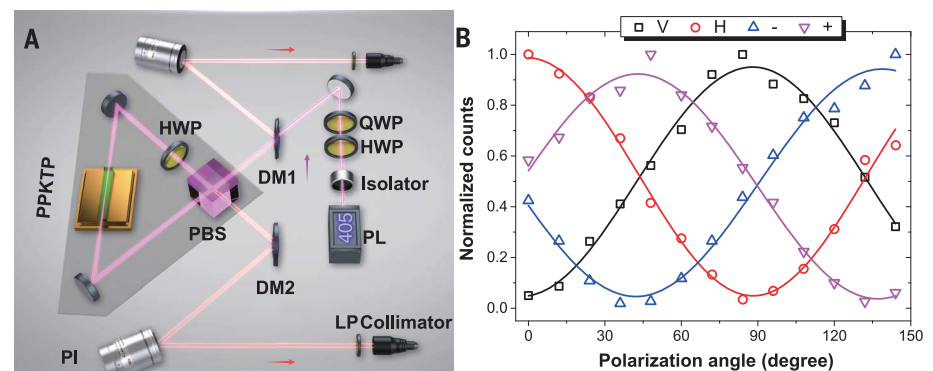 A
HWP
PPKTP
PBS
DM1
DM2
QWP
HWP
Isolator
405
PL
PI
LP Collimator
B
V H - +
Normalized counts
1.0
0.8
0.6
0.4
0.2
0.0
0 30 60 90 120 150
Polarization angle (degree)